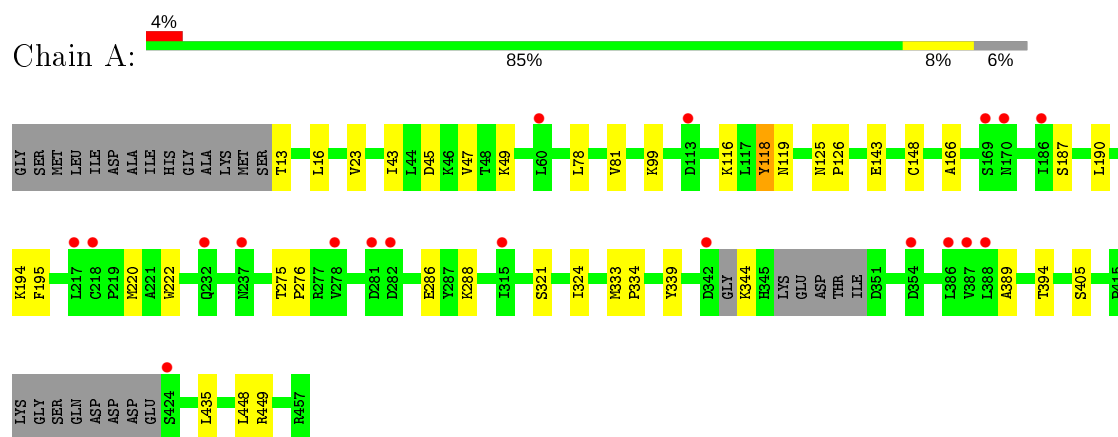 4%
Chain A:
85% 8% 6%
GLY SER MET LEU ILE ASP ALA ILE HIS GLY ALA LYS MET SER T13 L16 V23 I43 L44 D45 K46 V47 T48 K49 L60 L78 V81 K99 D113 K116 L117 Y118 N119 N125 P126 E143 C148 A166 S169 N170 I186 S187 L190
K194 F195 L217 C218 P219 M220 A221 W222 Q232 N237 T275 P276 R277 V278 D281 D282 E286 Y287 K288 I315 S321 I324 M333 P334 Y339 D342 GLY K344 H345 LYS GLU ASP THR ILE D351 D354 L386 V387 L388 A389 T394 S405
LYS GLY SER GLN ASP ASP ASP GLU S424 L435 L448 R449 R457